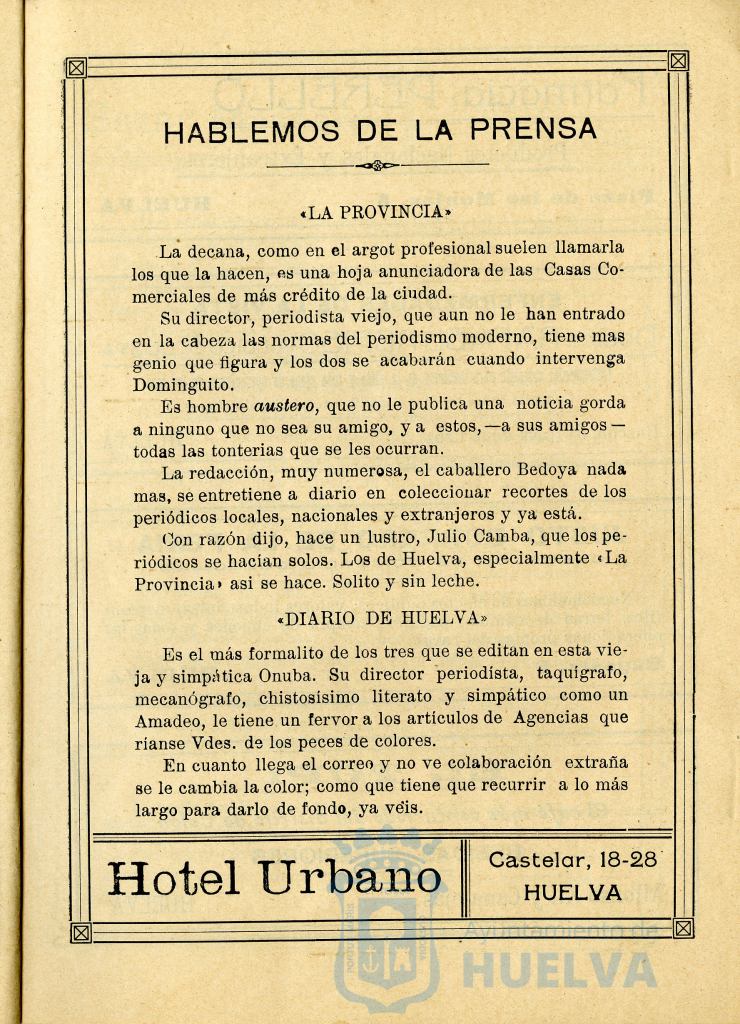 HABLEMOS DE LA PRENSA
«LA PROVINCIA»
La decana, como en el argot profesional suelen llamarla
los que la hacen, es una hoja anunciadora de las Casas Co-
merciales de más crédito de la ciudad.
Su director, periodista viejo, que aun no le han entrado
en la cabeza las normas del periodismo moderno, tiene mas
genio que figura y los dos se acabarán cuando intervenga
Dominguito.
Es hombre austero, que no le publica una noticia gorda
a ninguno que no sea su amigo, y a estos,—a sus amigos—
todas las tonterias que se les ocurran.
La redacción, muy numerosa, el caballero Bedoya nada
mas, se entretiene a diario en coleccionar recortes de los
periódicos locales, nacionales y extranjeros y ya está.
Con razón dijo, hace un lustro, Julio Camba, que los pe-
riódicos se hacian solos. Los de Huelva, especialmente «La
Provincia» asi se hace. Solito y sin leche.
«DIARIO DE HUELVA»
Es el más formalito de los tres que se editan en esta vie-
ja y simpática Onuba. Su director periodísta, taquígrafo,
mecanógrafo, chistosísimo literato y simpático como un
Amadeo, le tiene un fervor a los artículos de Agencias que
ríanse Vdes. de los peces de colores.
En cuanto llega el correo y no ve colaboración extraña
se le cambia la color; como que tiene que recurrir a lo más
largo para darlo de fondo, ya véis.
Hotel Urbano
Castelar, 18-28
HUELVA
Ayuntamiento de
HUELVA